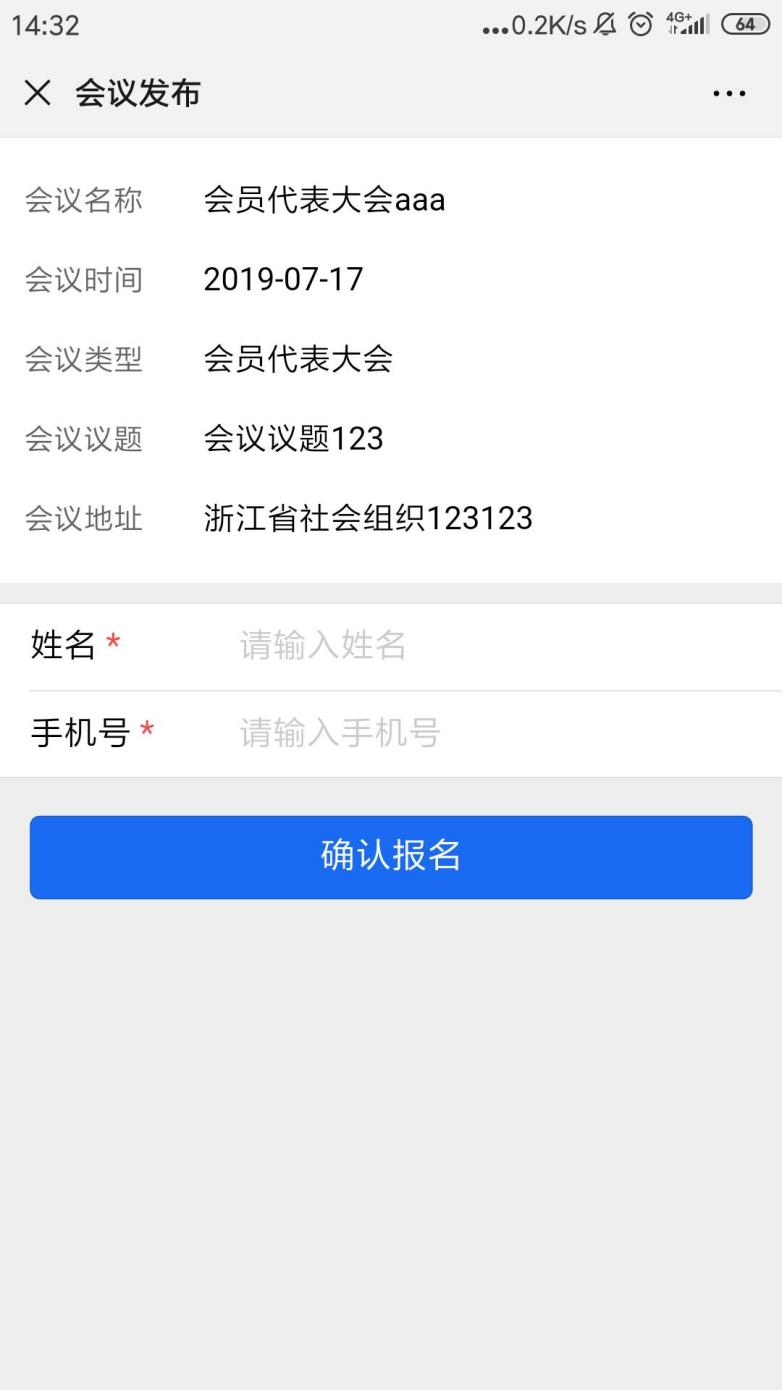 14:32 ...0.2K/s 4G+ 64
会议发布
会议名称 会员代表大会aaa
会议时间 2019-07-17
会议类型 会员代表大会
会议议题 会议议题123
会议地址 浙江省社会组织123123
姓名 * 请输入姓名
手机号 * 请输入手机号
确认报名